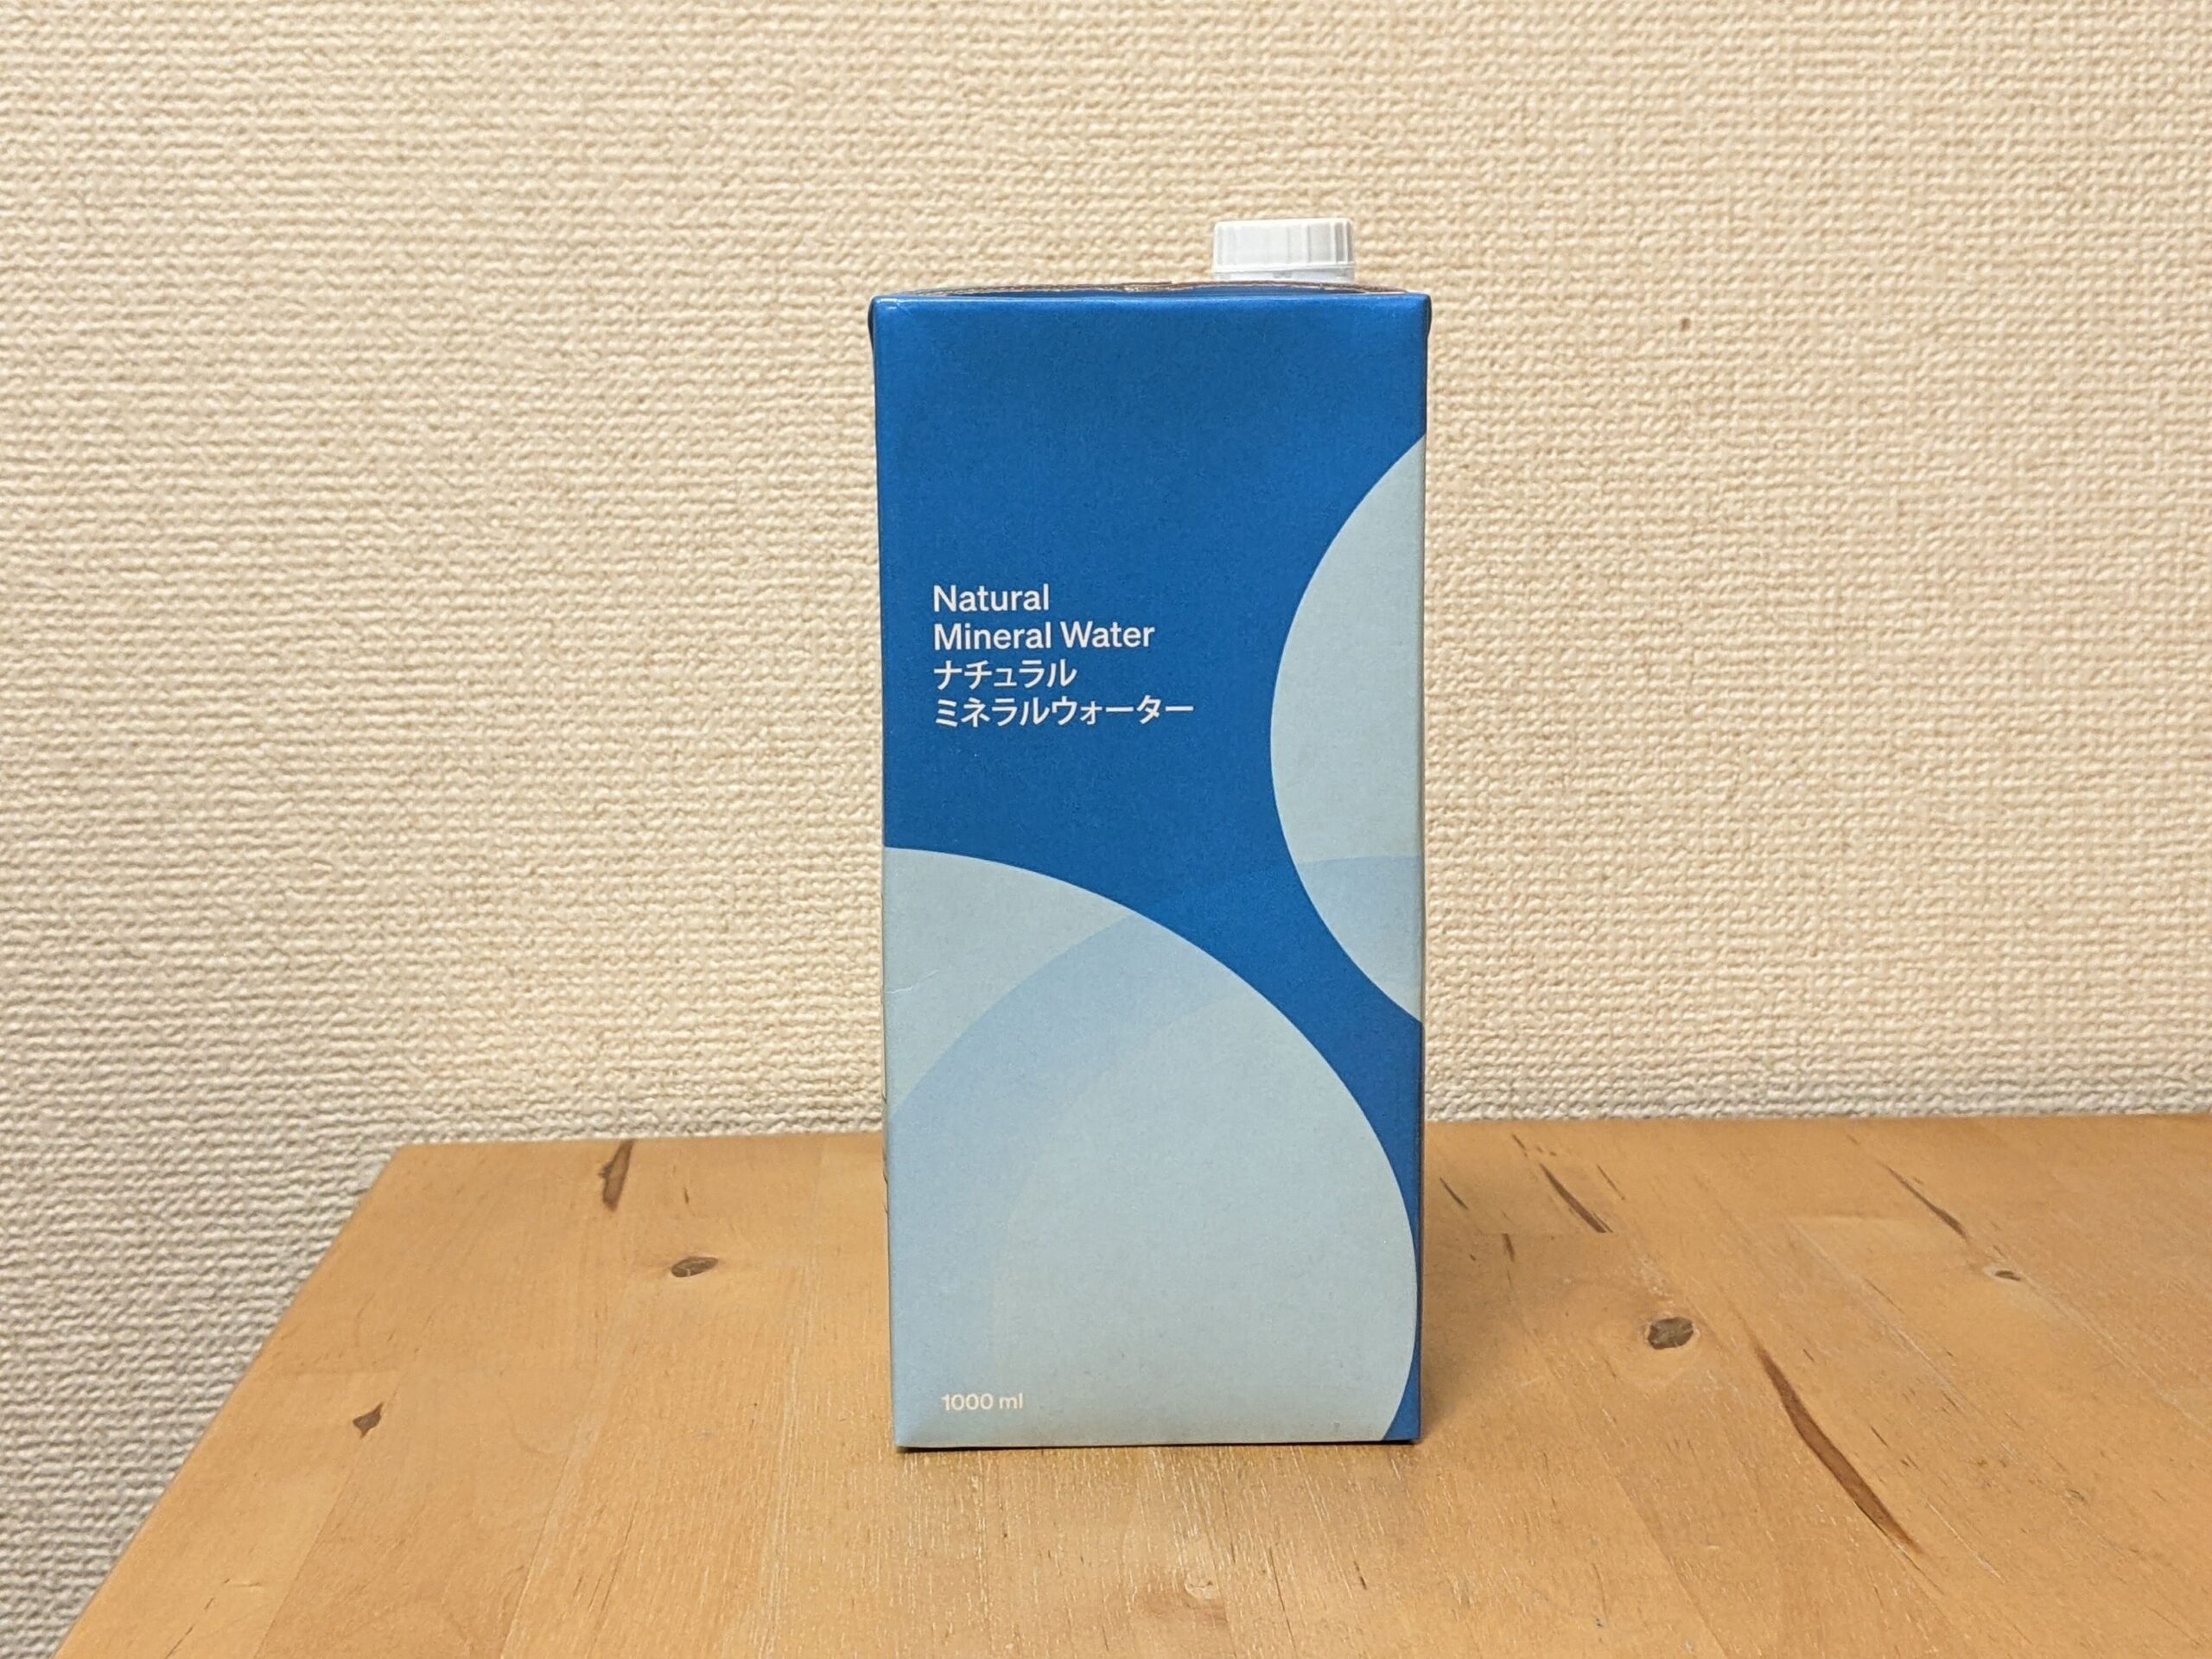 Natural
Mineral Water
ナチュラル
ミネラルウォーター
1000 ml